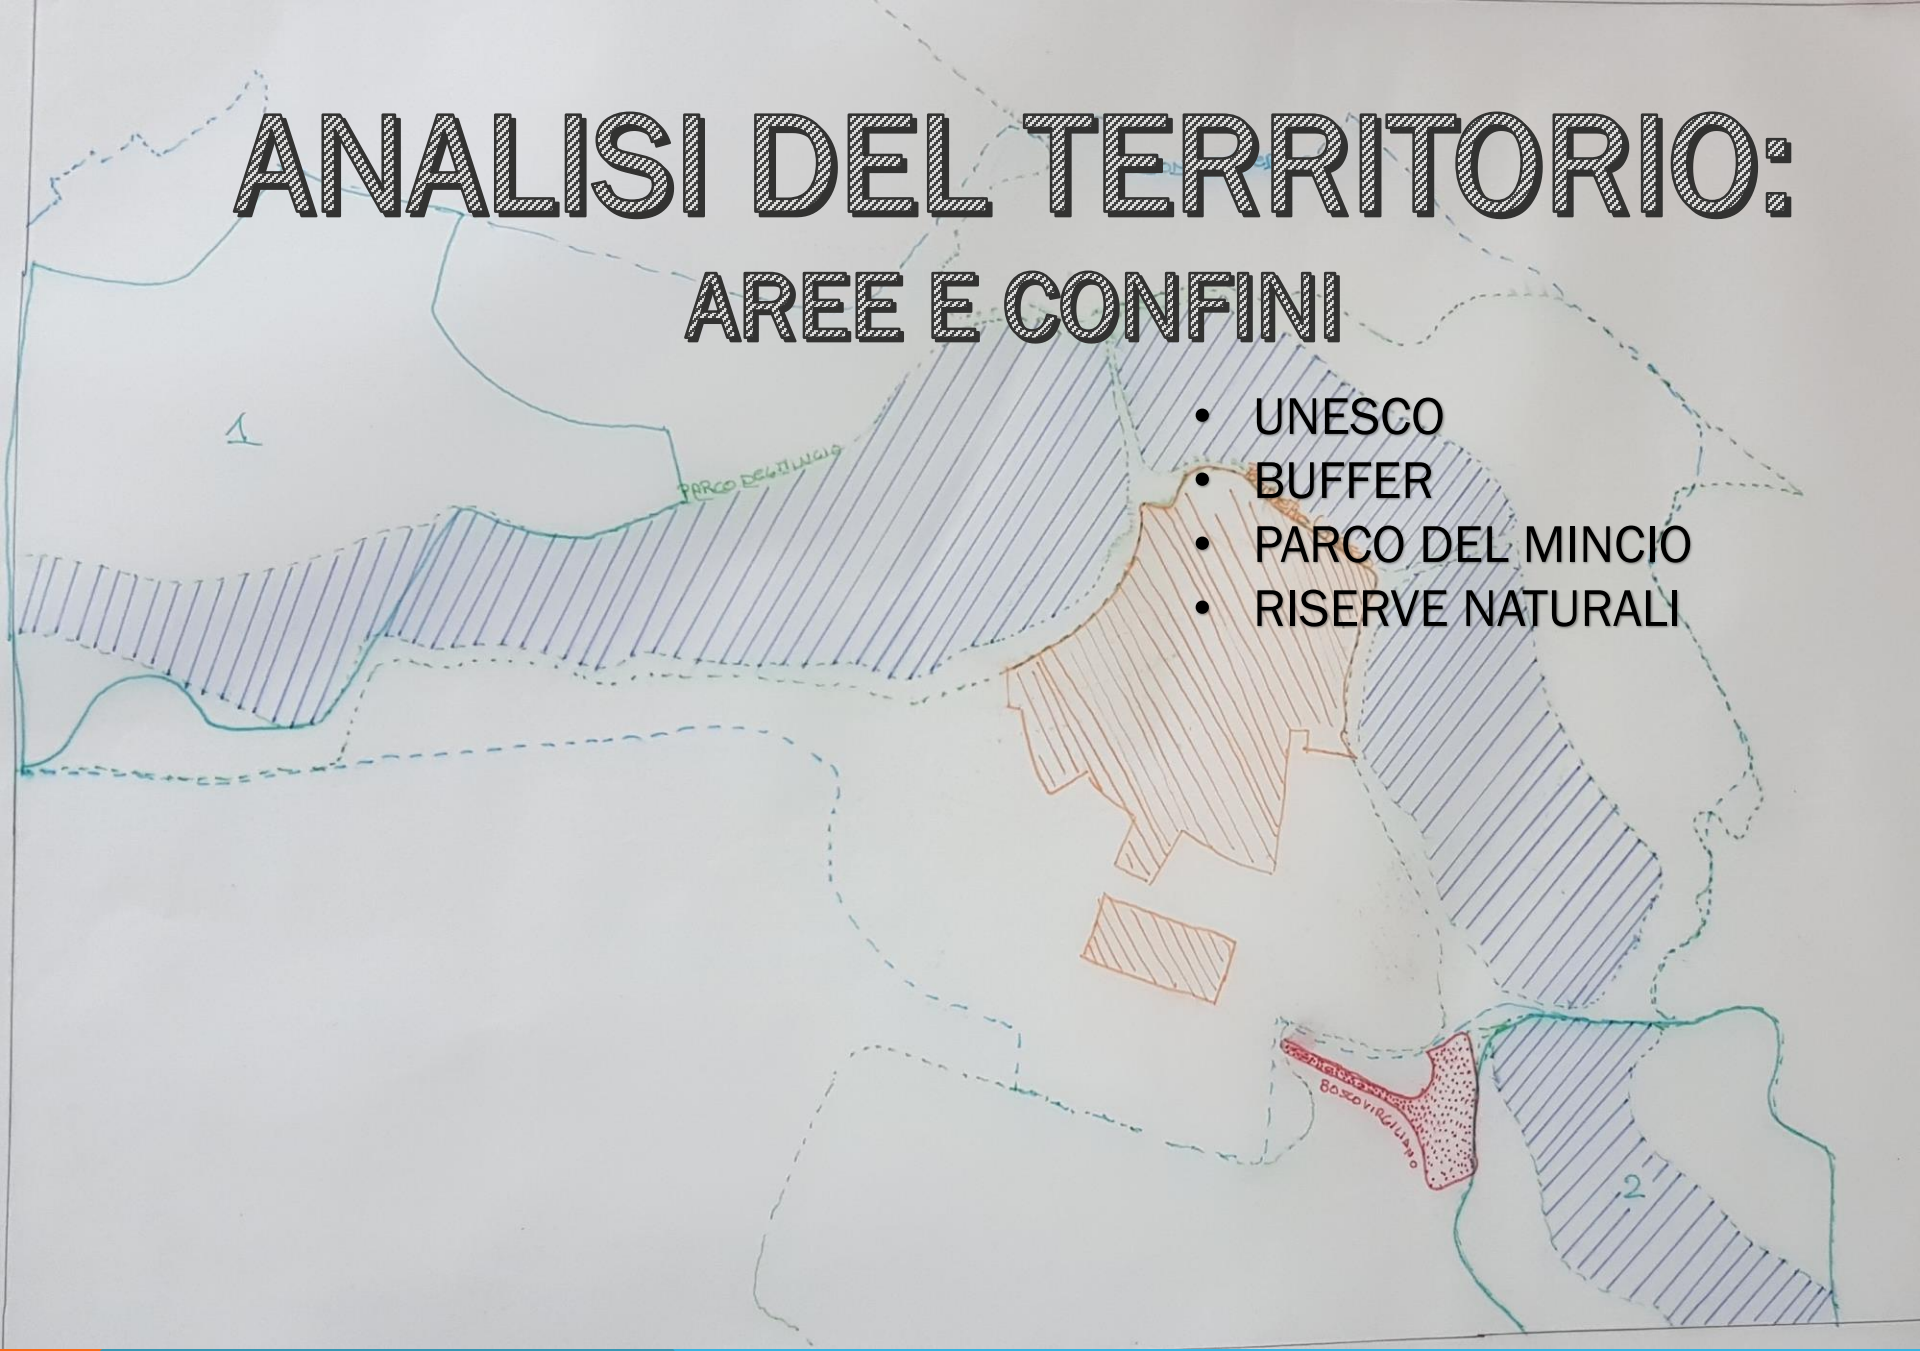 ANALISI DEL TERRITORIO:
AREE E CONFINI
• UNESCO
• BUFFER
• PARCO DEL MINCIO
• RISERVE NATURALI
1
PARCO DEL MINCIO
BOSCO VIRGILIANO
2